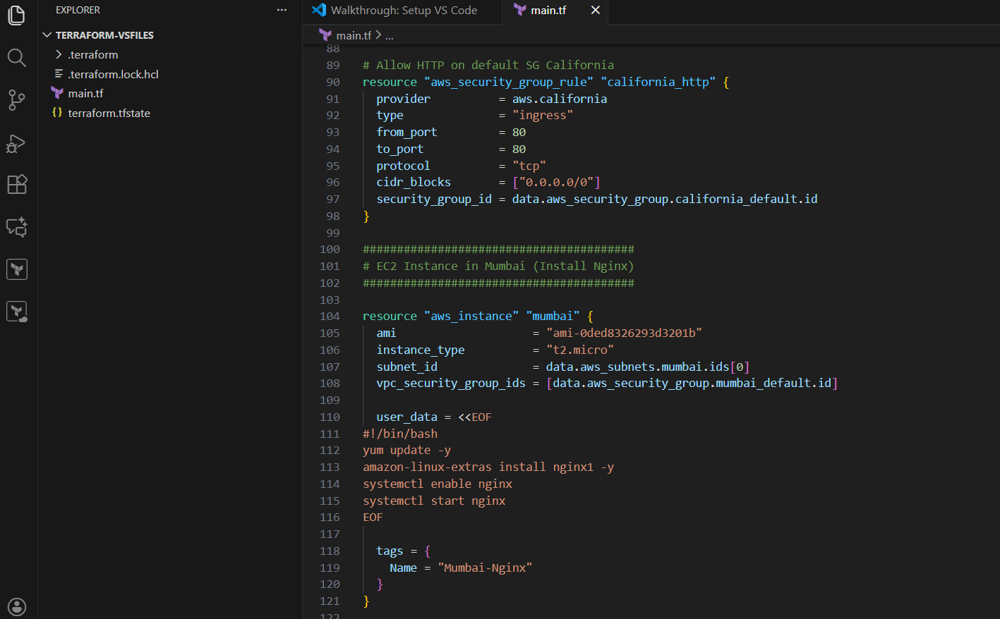 EXPLORER
TERRAFORM-VSFILES
.terraform
.terraform.lock.hcl
main.tf
terraform.tfstate
Walkthrough: Setup VS Code
main.tf
main.tf > ...
88
89 # Allow HTTP on default SG California
90 resource "aws_security_group_rule" "california_http" {
91 provider = aws.california
92 type = "ingress"
93 from_port = 80
94 to_port = 80
95 protocol = "tcp"
96 cidr_blocks = ["0.0.0.0/0"]
97 security_group_id = data.aws_security_group.california_default.id
98 }
99
100 ########################################
101 # EC2 Instance in Mumbai (Install Nginx)
102 ########################################
103
104 resource "aws_instance" "mumbai" {
105 ami = "ami-0ded8326293d3201b"
106 instance_type = "t2.micro"
107 subnet_id = data.aws_subnets.mumbai.ids[0]
108 vpc_security_group_ids = [data.aws_security_group.mumbai_default.id]
109
110 user_data = <<EOF
111 #!/bin/bash
112 yum update -y
113 amazon-linux-extras install nginx1 -y
114 systemctl enable nginx
115 systemctl start nginx
116 EOF
117
118 tags = {
119 Name = "Mumbai-Nginx"
120 }
121 }
122